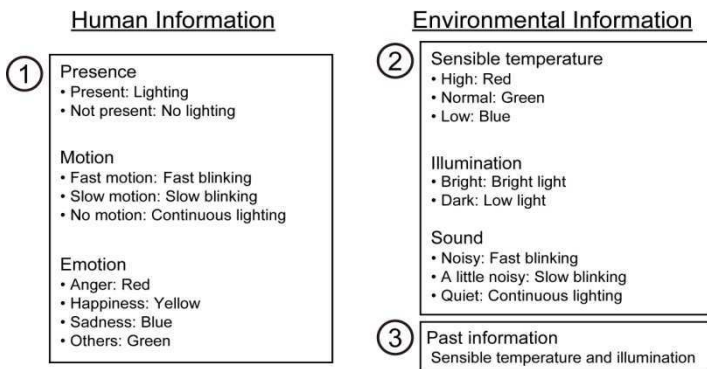 Human Information
1
Presence
• Present: Lighting
• Not present: No lighting
Motion
• Fast motion: Fast blinking
• Slow motion: Slow blinking
• No motion: Continuous lighting
Emotion
• Anger: Red
• Happiness: Yellow
• Sadness: Blue
• Others: Green
Environmental Information
2
Sensible temperature
• High: Red
• Normal: Green
• Low: Blue
Illumination
• Bright: Bright light
• Dark: Low light
Sound
• Noisy: Fast blinking
• A little noisy: Slow blinking
• Quiet: Continuous lighting
3
Past information
Sensible temperature and illumination